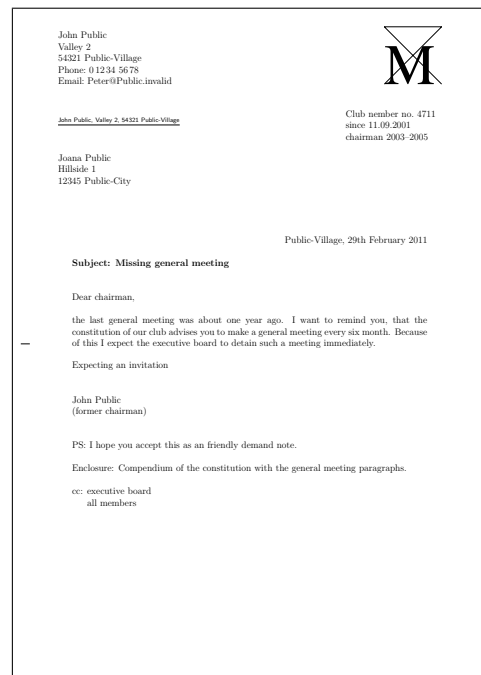 John Public
Valley 2
54321 Public-Village
Phone: 0 12 34 56 78
Email: Peter@Public.invalid
M
John Public, Valley 2, 54321 Public-Village
Club nember no. 4711
since 11.09.2001
chairman 2003–2005
Joana Public
Hillside 1
12345 Public-City
Public-Village, 29th February 2011
Subject: Missing general meeting
Dear chairman,
the last general meeting was about one year ago. I want to remind you, that the
constitution of our club advises you to make a general meeting every six month. Because
of this I expect the executive board to detain such a meeting immediately.
Expecting an invitation
John Public
(former chairman)
PS: I hope you accept this as an friendly demand note.
Enclosure: Compendium of the constitution with the general meeting paragraphs.
cc: executive board
all members